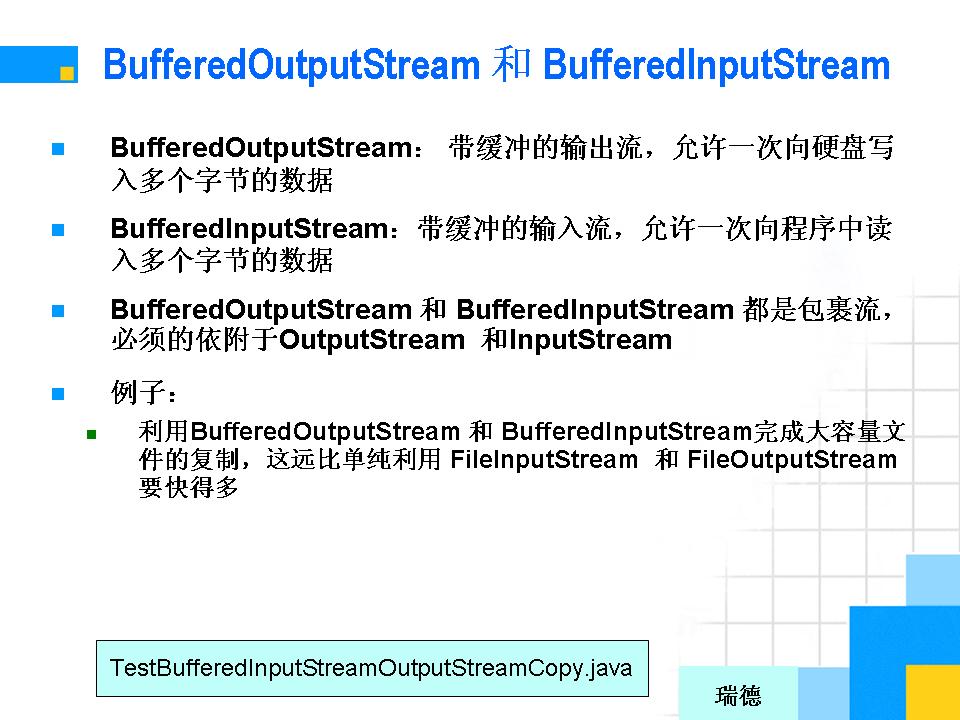 BufferedOutputStream 和 BufferedInputStream
BufferedOutputStream： 带缓冲的输出流，允许一次向硬盘写
入多个字节的数据
BufferedInputStream：带缓冲的输入流，允许一次向程序中读
入多个字节的数据
BufferedOutputStream 和 BufferedInputStream 都是包裹流，
必须的依附于OutputStream 和InputStream
例子：
利用BufferedOutputStream 和 BufferedInputStream完成大容量文
件的复制，这远比单纯利用 FileInputStream 和 FileOutputStream
要快得多
TestBufferedInputStreamOutputStreamCopy.java
瑞德